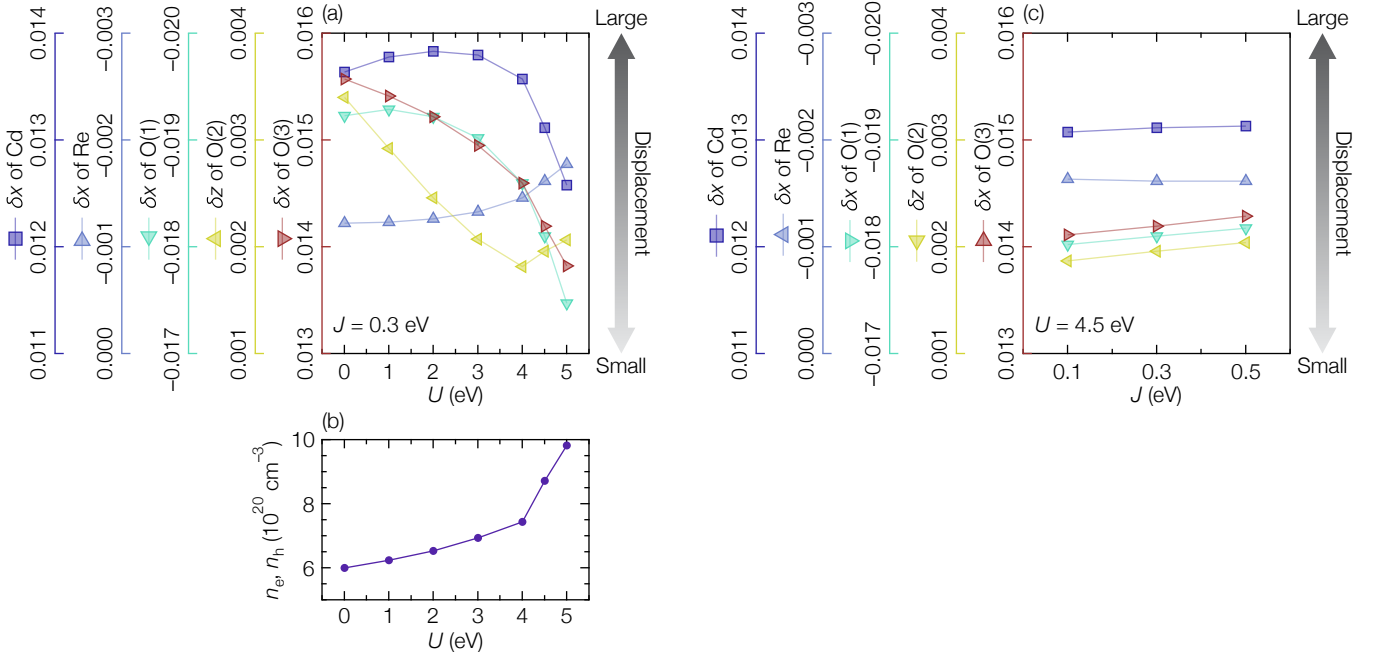 (a)
0.014
0.013
0.012
0.011
δx of Cd
−0.003
−0.002
−0.001
0.000
δx of Re
−0.020
−0.019
−0.018
−0.017
δx of O(1)
0.004
0.003
0.002
0.001
δz of O(2)
0.016
0.015
0.014
0.013
δx of O(3)
J = 0.3 eV
0 1 2 3 4 5
U (eV)
Large
Displacement
Small
(c)
0.014
0.013
0.012
0.011
δx of Cd
−0.003
−0.002
−0.001
0.000
δx of Re
−0.020
−0.019
−0.018
−0.017
δx of O(1)
0.004
0.003
0.002
0.001
δz of O(2)
0.016
0.015
0.014
0.013
δx of O(3)
U = 4.5 eV
0.1 0.3 0.5
J (eV)
Large
Displacement
Small
(b)
10
8
6
nₑ, nₕ (10²⁰ cm⁻³)
0 1 2 3 4 5
U (eV)